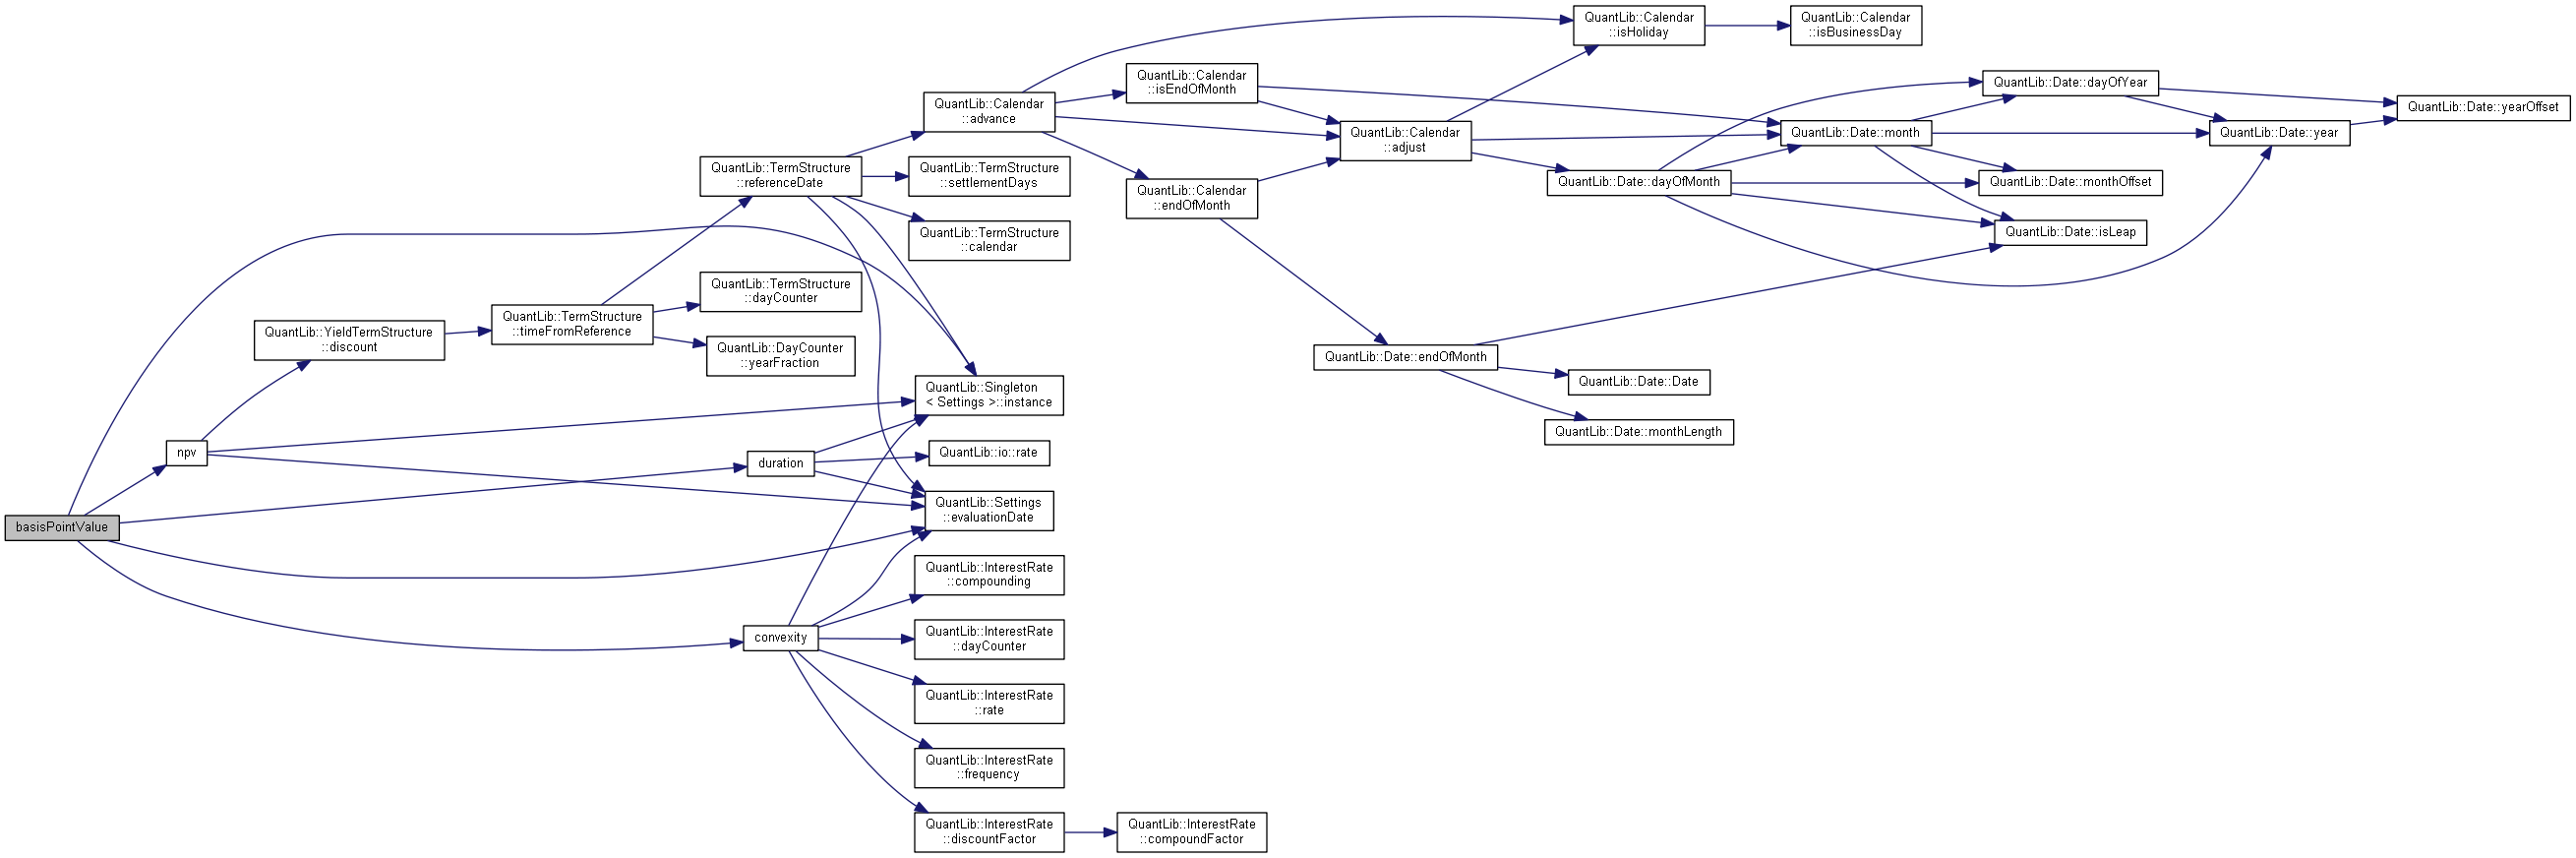 basisPointValue
npv
QuantLib::YieldTermStructure
::discount
QuantLib::TermStructure
::timeFromReference
QuantLib::TermStructure
::referenceDate
QuantLib::TermStructure
::dayCounter
QuantLib::DayCounter
::yearFraction
duration
convexity
QuantLib::Calendar
::advance
QuantLib::TermStructure
::settlementDays
QuantLib::TermStructure
::calendar
QuantLib::Singleton
< Settings >::instance
QuantLib::io::rate
QuantLib::Settings
::evaluationDate
QuantLib::InterestRate
::compounding
QuantLib::InterestRate
::dayCounter
QuantLib::InterestRate
::rate
QuantLib::InterestRate
::frequency
QuantLib::InterestRate
::discountFactor
QuantLib::InterestRate
::compoundFactor
QuantLib::Calendar
::isEndOfMonth
QuantLib::Calendar
::endOfMonth
QuantLib::Calendar
::adjust
QuantLib::Date::endOfMonth
QuantLib::Calendar
::isHoliday
QuantLib::Date::dayOfMonth
QuantLib::Date::Date
QuantLib::Date::monthLength
QuantLib::Calendar
::isBusinessDay
QuantLib::Date::month
QuantLib::Date::dayOfYear
QuantLib::Date::monthOffset
QuantLib::Date::isLeap
QuantLib::Date::year
QuantLib::Date::yearOffset